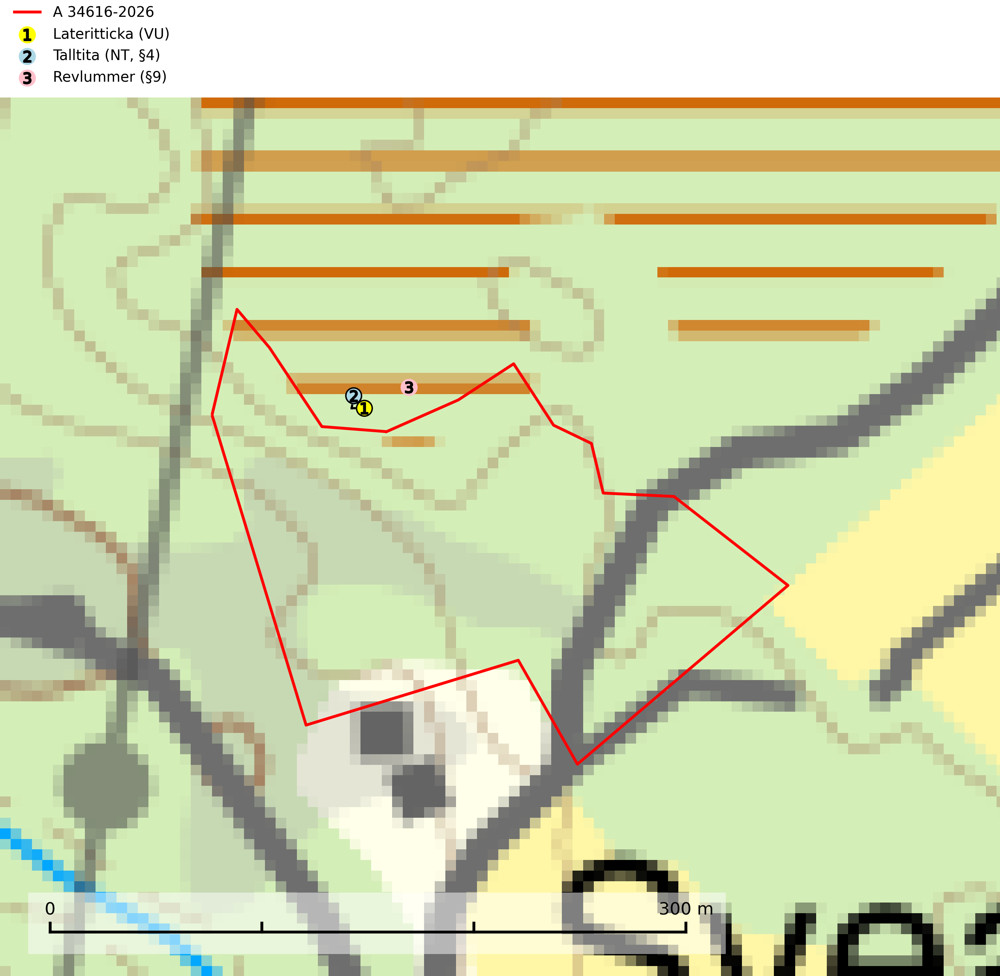 A 34616-2026
1 Lateritticka (VU)
2 Talltita (NT, §4)
3 Revlummer (§9)
3
2
1
0 300 m